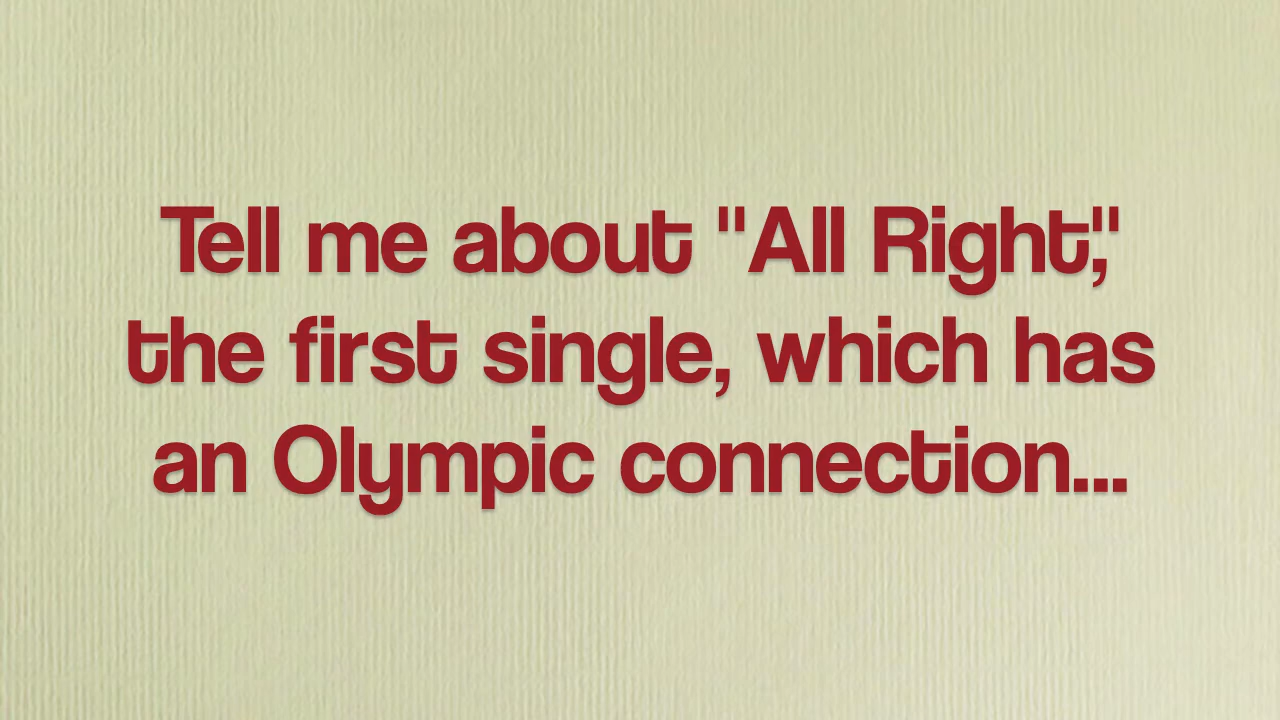 Tell me about "All Right,"
the first single, which has
an Olympic connection...